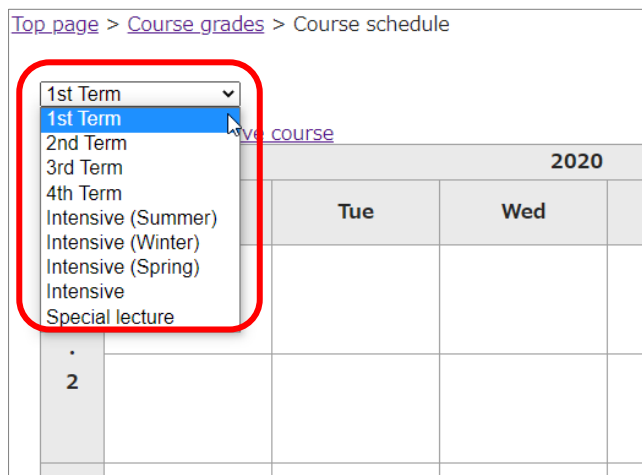 Top page > Course grades > Course schedule
1st Term
1st Term
2nd Term
3rd Term
4th Term
Intensive (Summer)
Intensive (Winter)
Intensive (Spring)
Intensive
Special lecture
course
2020
Tue
Wed
.
2